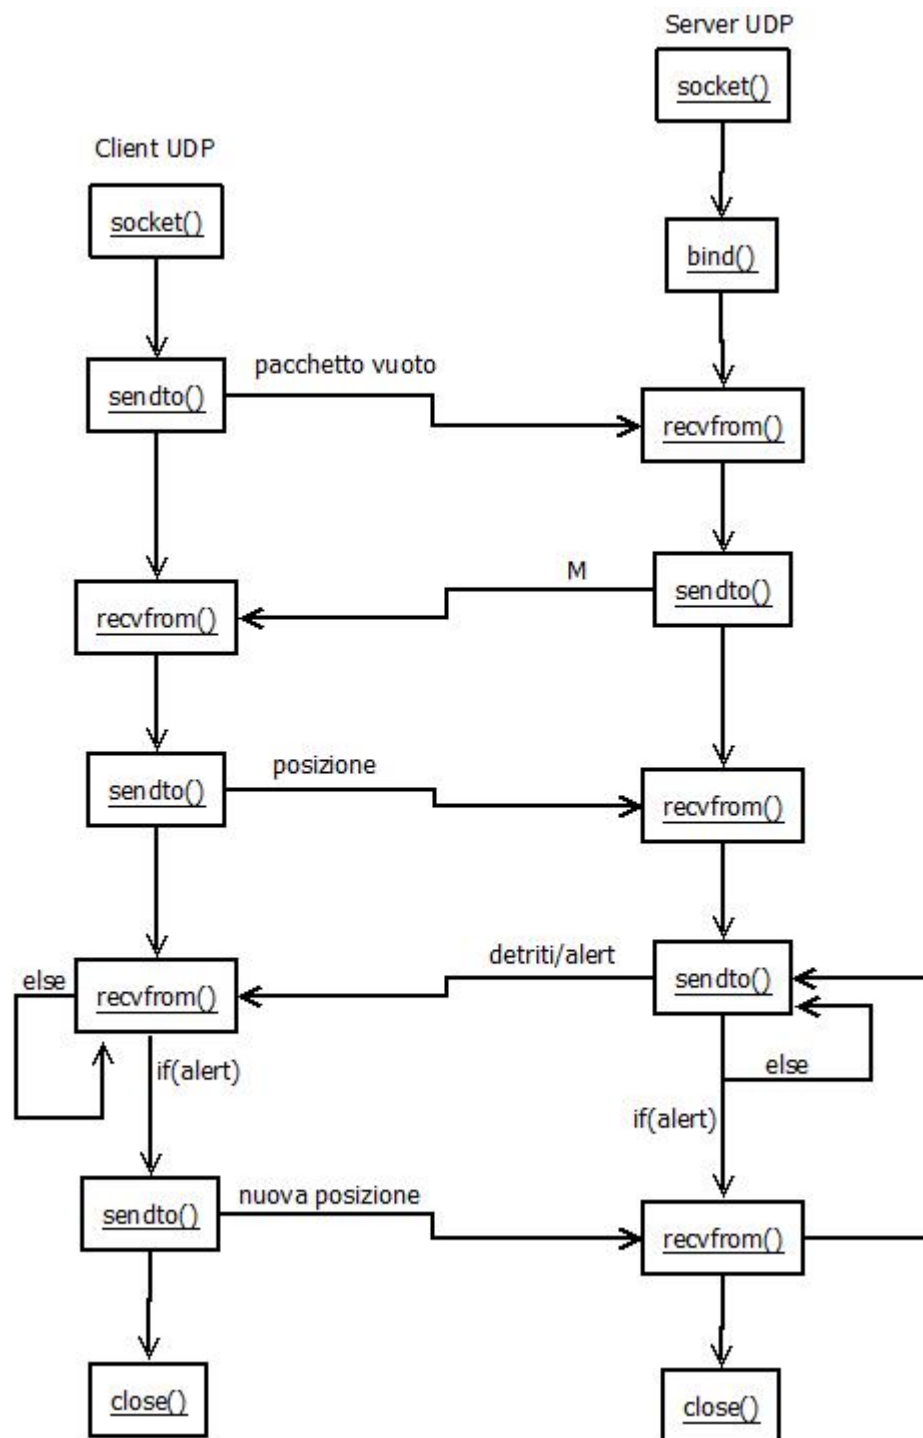 Server UDP
socket()
Client UDP
socket()
bind()
pacchetto vuoto
sendto()
recvfrom()
M
sendto()
recvfrom()
posizione
sendto()
recvfrom()
detriti/alert
else
recvfrom()
sendto()
if(alert)
else
if(alert)
nuova posizione
sendto()
recvfrom()
close()
close()